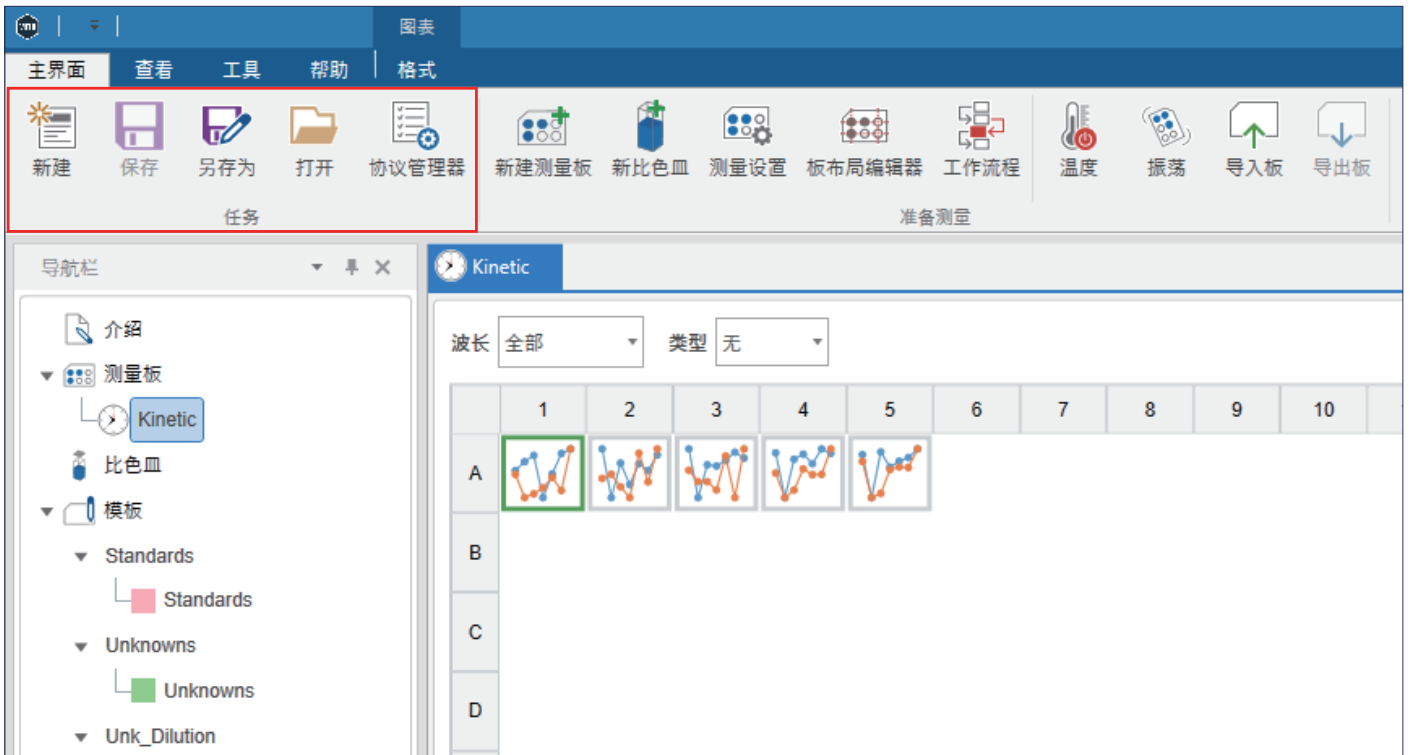 图表
主界面 查看 工具 帮助 格式
新建 保存 另存为 打开 协议管理器 新建测量板 新比色皿 测量设置 板布局编辑器 工作流程 温度 振荡 导入板 导出板
任务 准备测量
导航栏
Kinetic
介绍
测量板
Kinetic
比色皿
模板
Standards
Standards
Unknowns
Unknowns
Unk_Dilution
波长 全部 类型 无
1 2 3 4 5 6 7 8 9 10
A
B
C
D